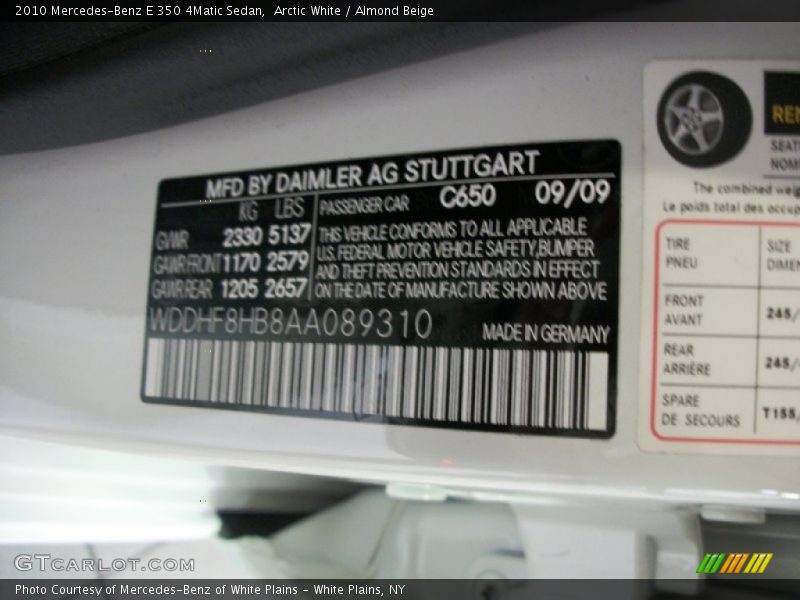 2010 Mercedes-Benz E 350 4Matic Sedan,  Arctic White / Almond Beige
MFD BY DAIMLER AG STUTTGART
KG LBS
GVWR 2330 5137
GAWR FRONT 1170 2579
GAWR REAR 1205 2657
PASSENGER CAR C650 09/09
THIS VEHICLE CONFORMS TO ALL APPLICABLE
U.S. FEDERAL MOTOR VEHICLE SAFETY, BUMPER
AND THEFT PREVENTION STANDARDS IN EFFECT
ON THE DATE OF MANUFACTURE SHOWN ABOVE
WDDHF8HB8AA089310
MADE IN GERMANY
The combined
Le poids total des
TIRE
PNEU
SIZE
FRONT
AVANT
245/
REAR
ARRIÈRE
245/
SPARE
DE SECOURS
T155/
GTCARLOT.COM
Photo Courtesy of Mercedes-Benz of White Plains - White Plains, NY